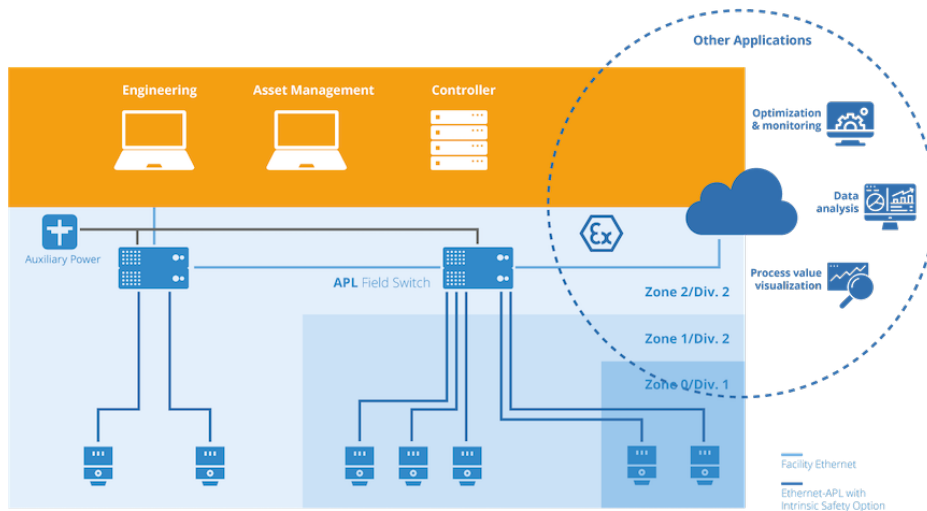 Other Applications
Engineering
Asset Management
Controller
Optimization
& monitoring
Data
analysis
Ex
Auxiliary Power
APL Field Switch
Process value
visualization
Zone 2/Div. 2
Zone 1/Div. 2
Zone 0/Div. 1
Facility Ethernet
Ethernet-APL with
Intrinsic Safety Option